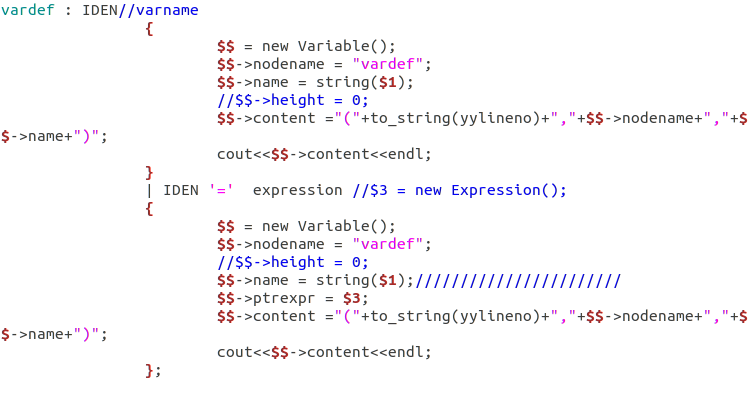 vardef : IDEN//varname
{
$$ = new Variable();
$$->nodename = "vardef";
$$->name = string($1);
//$$->height = 0;
$$->content ="("+to_string(yylineno)+","+$$->nodename+","+$
$->name+")";
cout<<$$->content<<endl;
}
| IDEN '='  expression //$3 = new Expression();
{
$$ = new Variable();
$$->nodename = "vardef";
//$$->height = 0;
$$->name = string($1);///////////////////////
$$->ptrexpr = $3;
$$->content ="("+to_string(yylineno)+","+$$->nodename+","+$
$->name+")";
cout<<$$->content<<endl;
};